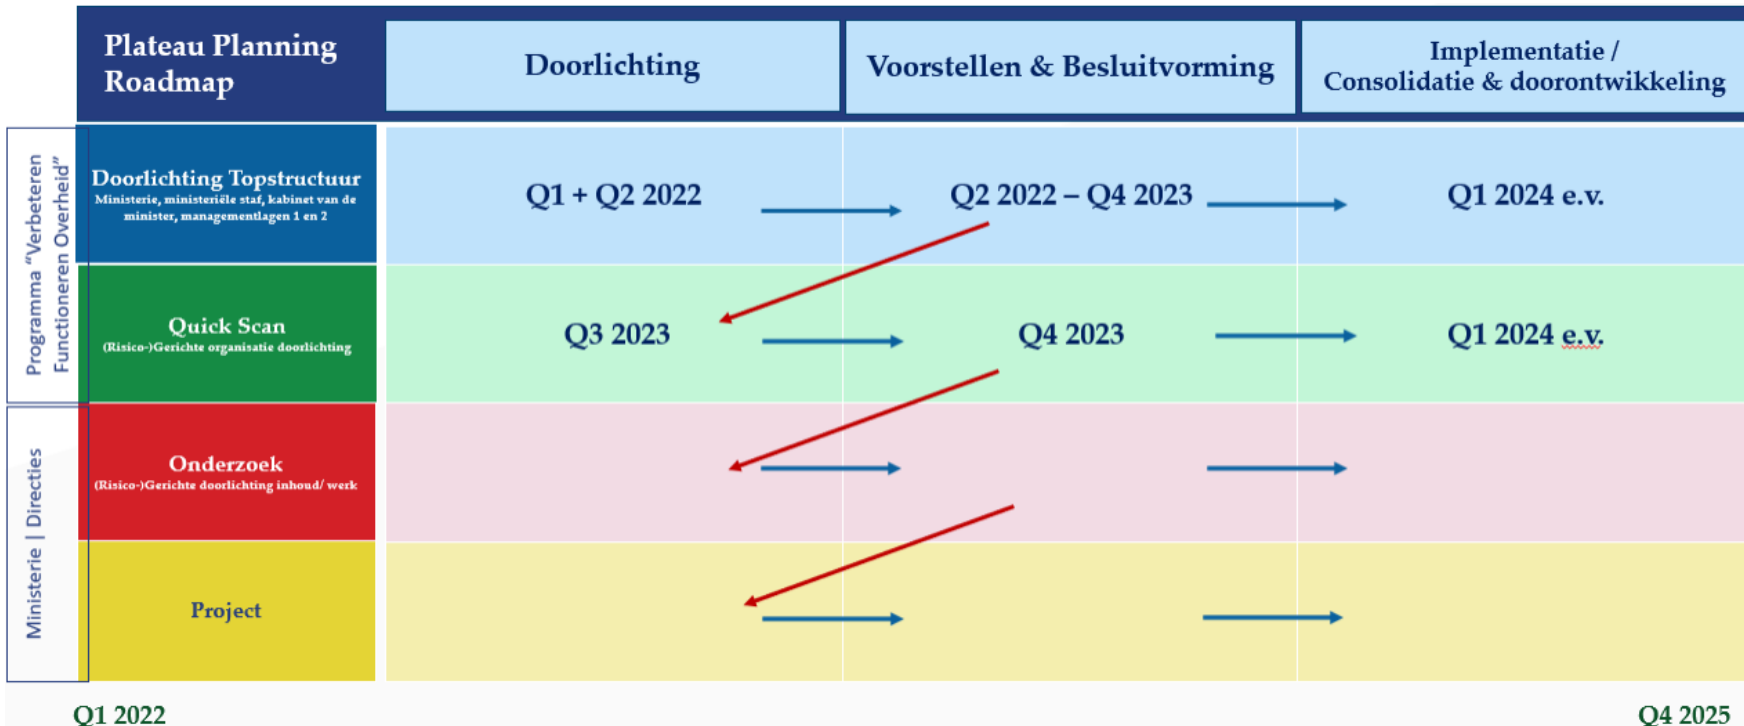 Plateau Planning
Roadmap
Doorlichting
Voorstellen & Besluitvorming
Implementatie /
Consolidatie & doorontwikkeling
Programma “Verbeteren
Functioneren Overheid”
Doorlichting Topstructuur
Ministerie, ministeriële staf, kabinet van de
minister, managementlagen 1 en 2
Q1 + Q2 2022
Q2 2022 – Q4 2023
Q1 2024 e.v.
Quick Scan
(Risico-)Gerichte organisatie doorlichting
Q3 2023
Q4 2023
Q1 2024 e.v.
Ministerie | Directies
Onderzoek
(Risico-)Gerichte doorlichting inhoud/ werk
Project
Q1 2022
Q4 2025